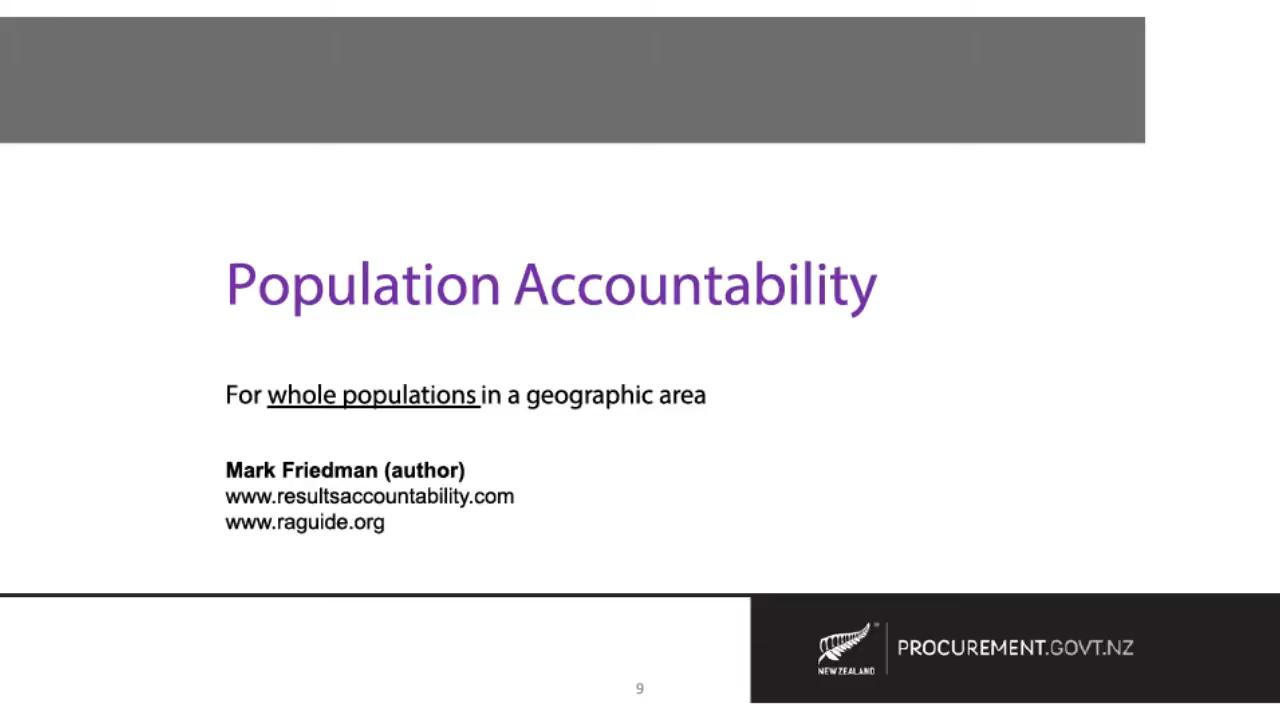 Population Accountability
For whole populations in a geographic area
Mark Friedman (author)
www.resultsaccountability.com
www.raguide.org
NEW ZEALAND
PROCUREMENT.GOVT.NZ
9